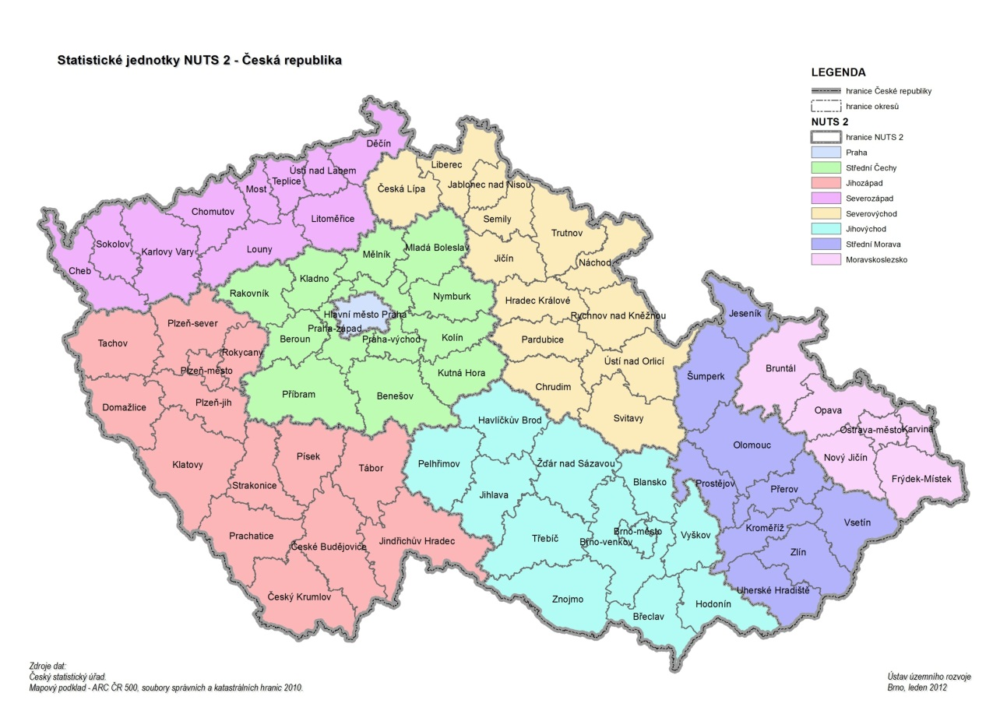 Statistické jednotky NUTS 2 - Česká republika
LEGENDA
hranice České republiky
hranice okresů
NUTS 2
hranice NUTS 2
Praha
Střední Čechy
Jihozápad
Severozápad
Severovýchod
Jihovýchod
Střední Morava
Moravskoslezsko
Děčín
Ústí nad Labem
Teplice
Most
Chomutov
Litoměřice
Louny
Sokolov
Karlovy Vary
Cheb
Liberec
Česká Lípa
Jablonec nad Nisou
Semily
Trutnov
Jičín
Náchod
Hradec Králové
Rychnov nad Kněžnou
Pardubice
Ústí nad Orlicí
Chrudim
Svitavy
Mladá Boleslav
Mělník
Kladno
Rakovník
Nymburk
Hlavní město Praha
Praha-západ
Praha-východ
Beroun
Kolín
Kutná Hora
Příbram
Benešov
Plzeň-sever
Tachov
Rokycany
Plzeň-město
Plzeň-jih
Domažlice
Klatovy
Písek
Tábor
Strakonice
Prachatice
České Budějovice
Jindřichův Hradec
Český Krumlov
Havlíčkův Brod
Pelhřimov
Žďár nad Sázavou
Jihlava
Blansko
Třebíč
Brno-město
Brno-venkov
Vyškov
Znojmo
Hodonín
Břeclav
Jeseník
Šumperk
Olomouc
Prostějov
Přerov
Kroměříž
Vsetín
Zlín
Uherské Hradiště
Bruntál
Opava
Ostrava-město
Karviná
Nový Jičín
Frýdek-Místek
Zdroje dat:
Český statistický úřad.
Mapový podklad - ARC ČR 500, soubory správních a katastrálních hranic 2010.
Ústav územního rozvoje
Brno, leden 2012